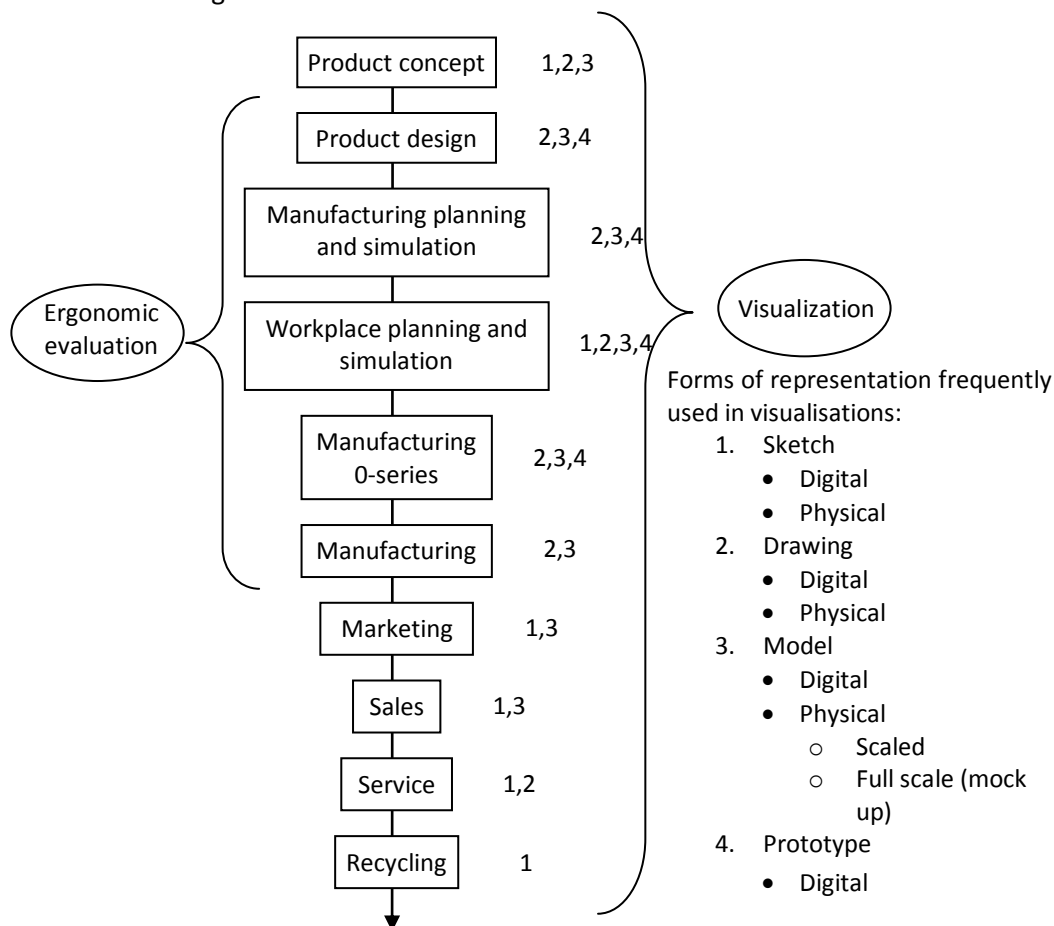 Product concept 1,2,3
Product design 2,3,4
Manufacturing planning
and simulation
2,3,4
Ergonomic
evaluation
Workplace planning and
simulation
1,2,3,4
Visualization
Manufacturing
0-series
2,3,4
Manufacturing 2,3
Marketing 1,3
Sales 1,3
Service 1,2
Recycling 1
Forms of representation frequently
used in visualisations:
1. Sketch
• Digital
• Physical
2. Drawing
• Digital
• Physical
3. Model
• Digital
• Physical
o Scaled
o Full scale (mock
up)
4. Prototype
• Digital